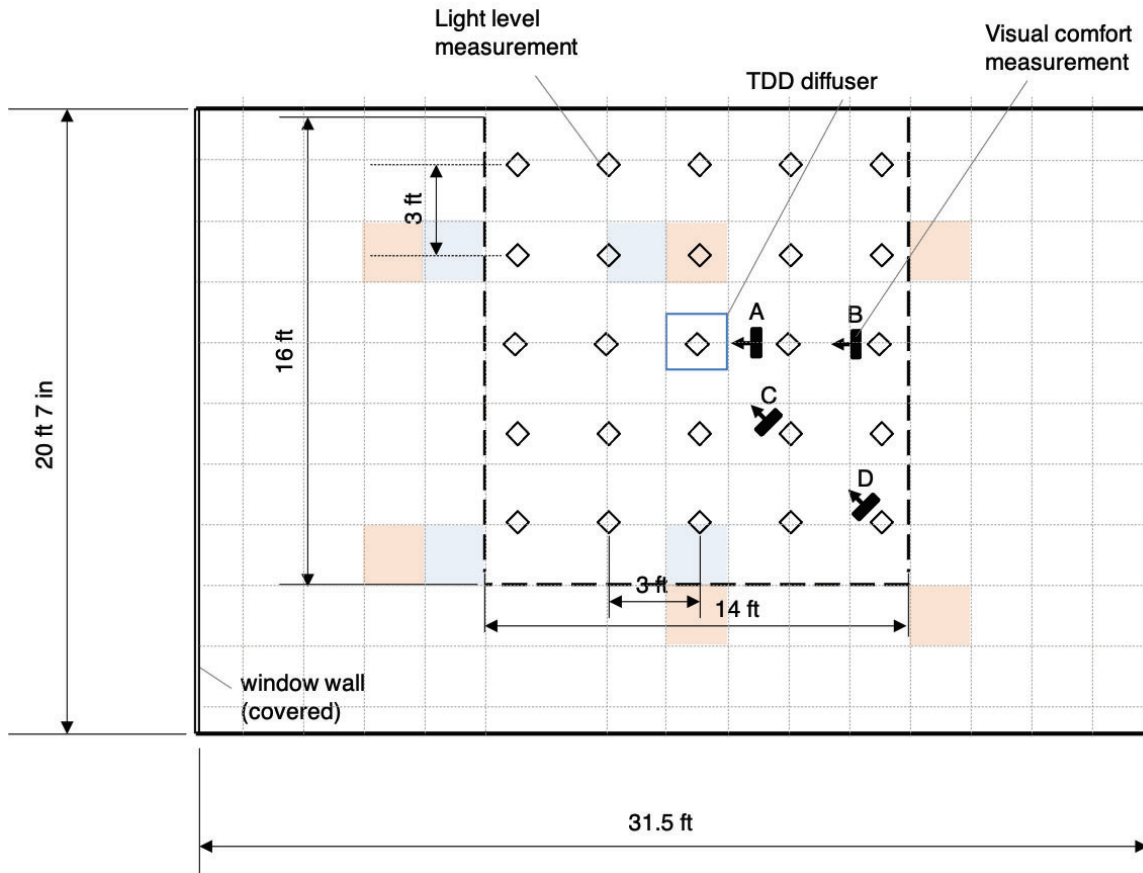 Light level
measurement
Visual comfort
measurement
TDD diffuser
3 ft
A
B
16 ft
20 ft 7 in
C
D
3 ft
14 ft
window wall
(covered)
31.5 ft